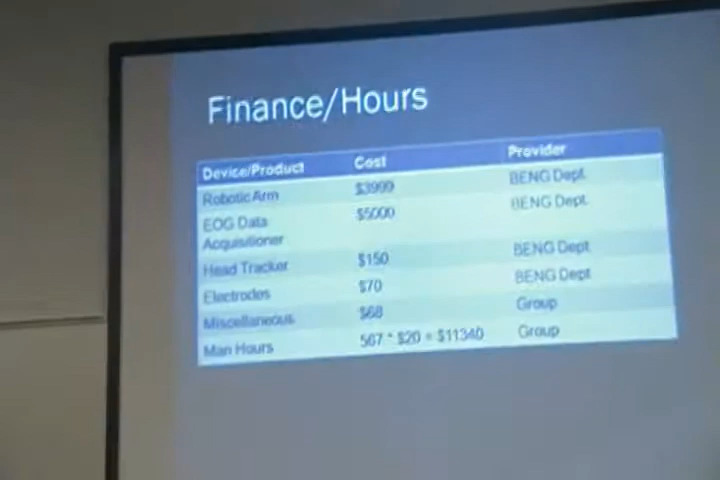 Finance/Hours
Device/Product Cost Provider
Robotic Arm $3999 BENG Dept.
EOG Data Acquisitioner $5000 BENG Dept.
Head Tracker $150 BENG Dept
Electrodes $70 BENG Dept
Miscellaneous $68 Group
Man Hours 567 * $20 = $11340 Group